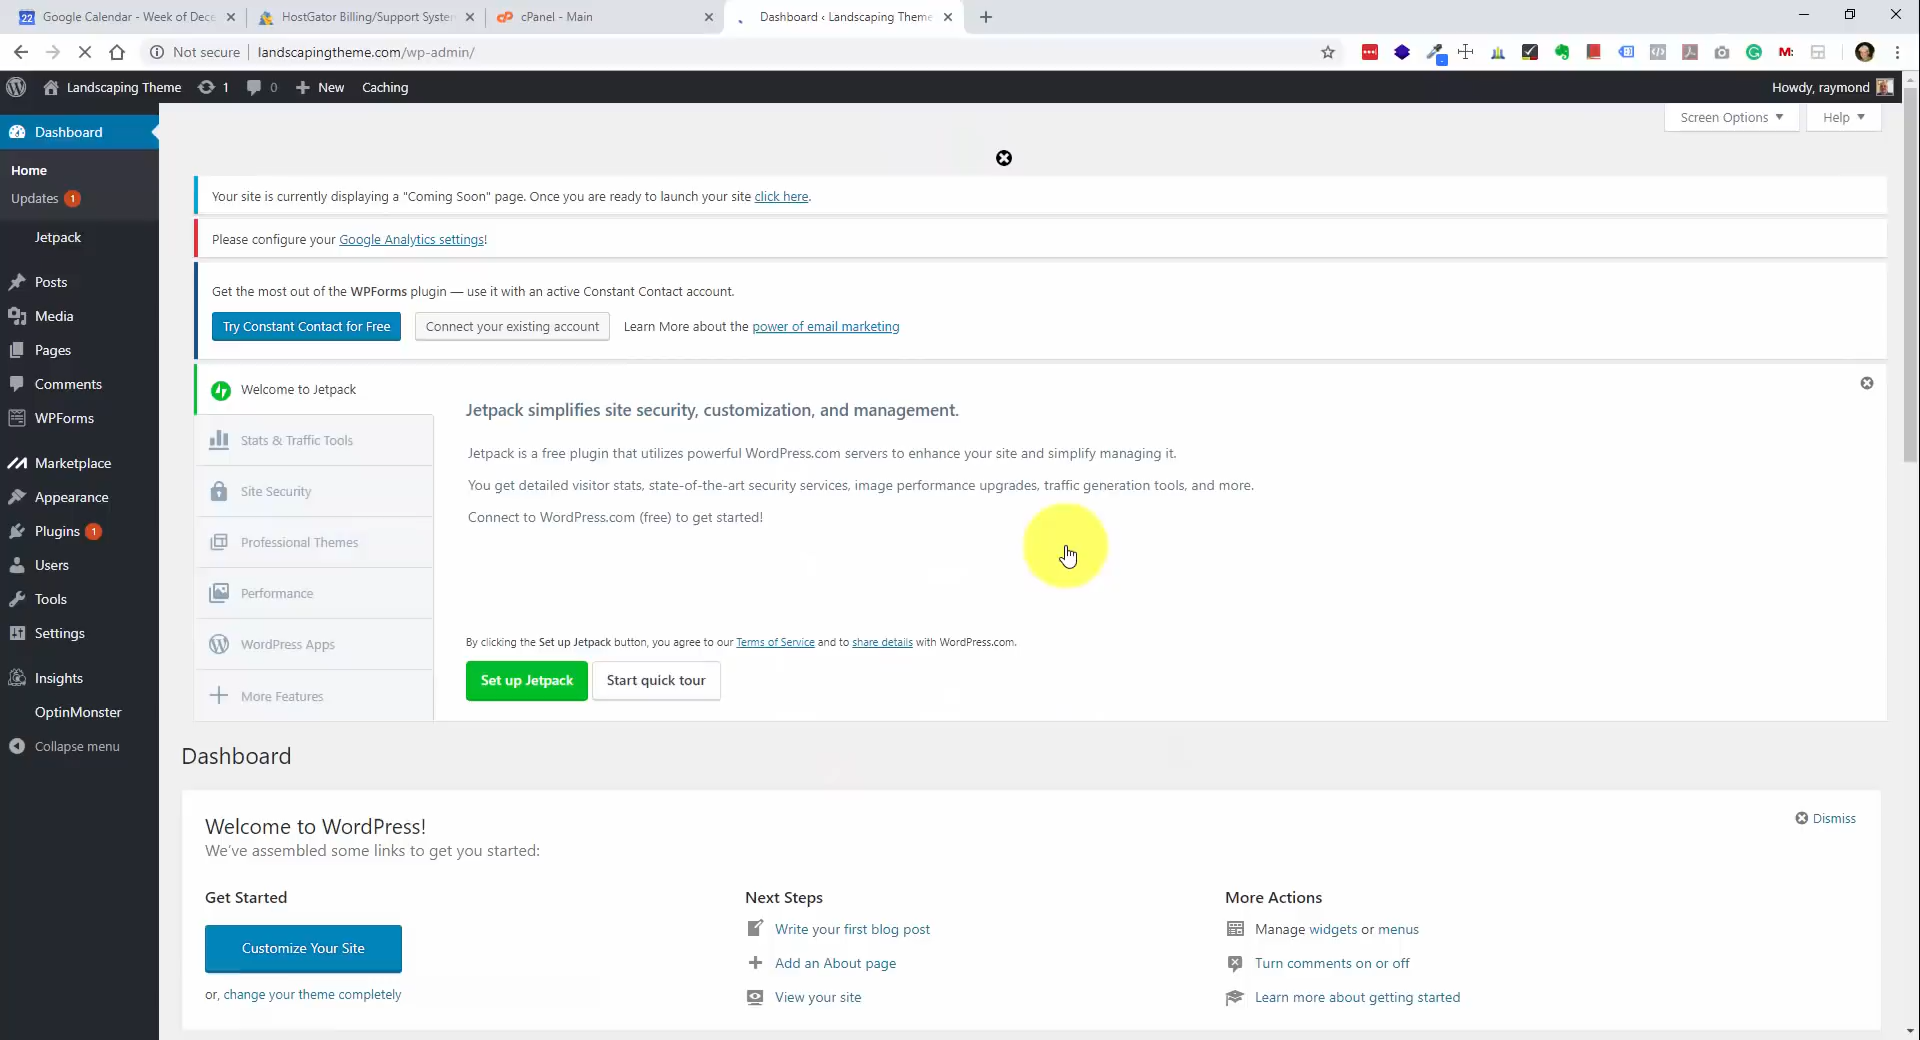 Google Calendar - Week of Dece
HostGator Billing/Support System
cPanel - Main
Dashboard ‹ Landscaping Theme
Not secure
landscapingtheme.com/wp-admin/
Landscaping Theme
1
0
New
Caching
Howdy, raymond
Screen Options
Help
Dashboard
Home
Updates 1
Jetpack
Posts
Media
Pages
Comments
WPForms
Marketplace
Appearance
Plugins 1
Users
Tools
Settings
Insights
OptinMonster
Collapse menu
Your site is currently displaying a "Coming Soon" page. Once you are ready to launch your site click here.
Please configure your Google Analytics settings!
Get the most out of the WPForms plugin — use it with an active Constant Contact account.
Try Constant Contact for Free
Connect your existing account
Learn More about the power of email marketing
Welcome to Jetpack
Stats & Traffic Tools
Site Security
Professional Themes
Performance
WordPress Apps
More Features
Jetpack simplifies site security, customization, and management.
Jetpack is a free plugin that utilizes powerful WordPress.com servers to enhance your site and simplify managing it.
You get detailed visitor stats, state-of-the-art security services, image performance upgrades, traffic generation tools, and more.
Connect to WordPress.com (free) to get started!
By clicking the Set up Jetpack button, you agree to our Terms of Service and to share details with WordPress.com.
Set up Jetpack
Start quick tour
Dashboard
Welcome to WordPress!
Dismiss
We've assembled some links to get you started:
Get Started
Customize Your Site
or, change your theme completely
Next Steps
Write your first blog post
Add an About page
View your site
More Actions
Manage widgets or menus
Turn comments on or off
Learn more about getting started